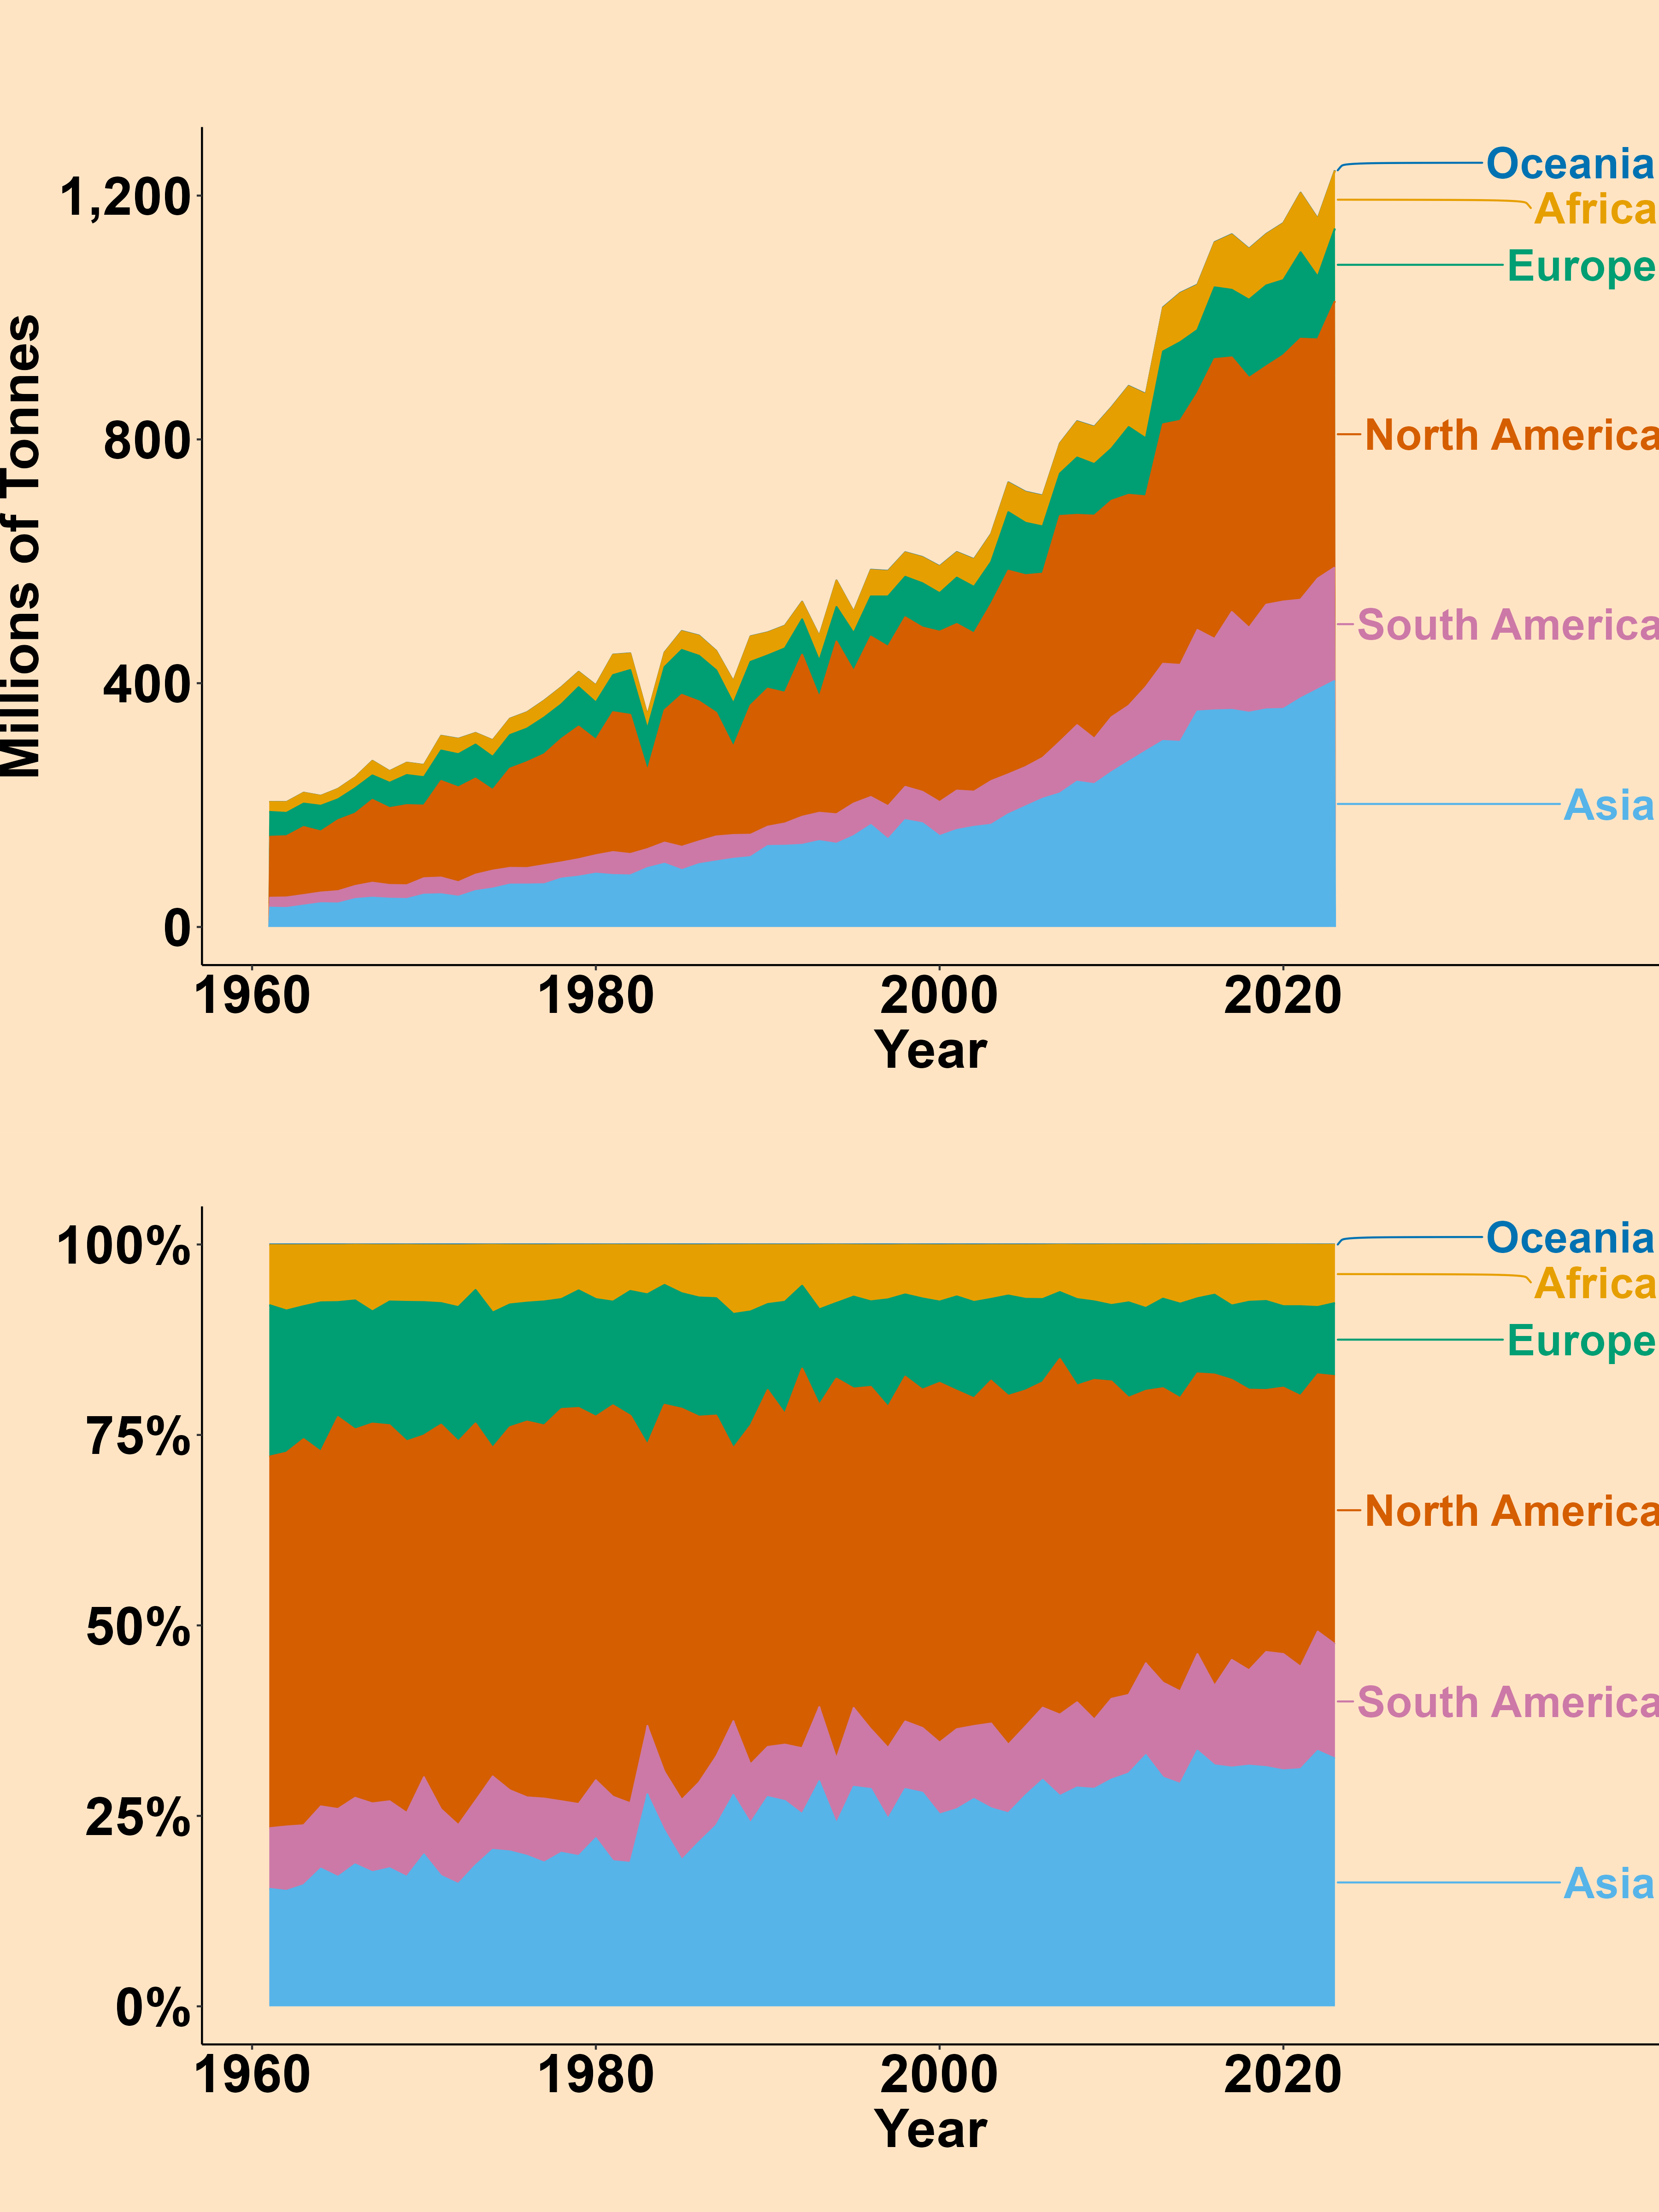 Millions of Tonnes
1,200
800
400
0
1960 1980 2000 2020
Year
Oceania
Africa
Europe
North America
South America
Asia
100%
75%
50%
25%
0%
1960 1980 2000 2020
Year
Oceania
Africa
Europe
North America
South America
Asia